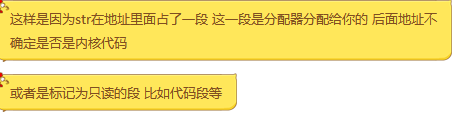 这样是因为str在地址里面占了一段 这一段是分配器分配给你的 后面地址不
确定是否是内核代码
或者是标记为只读的段 比如代码段等